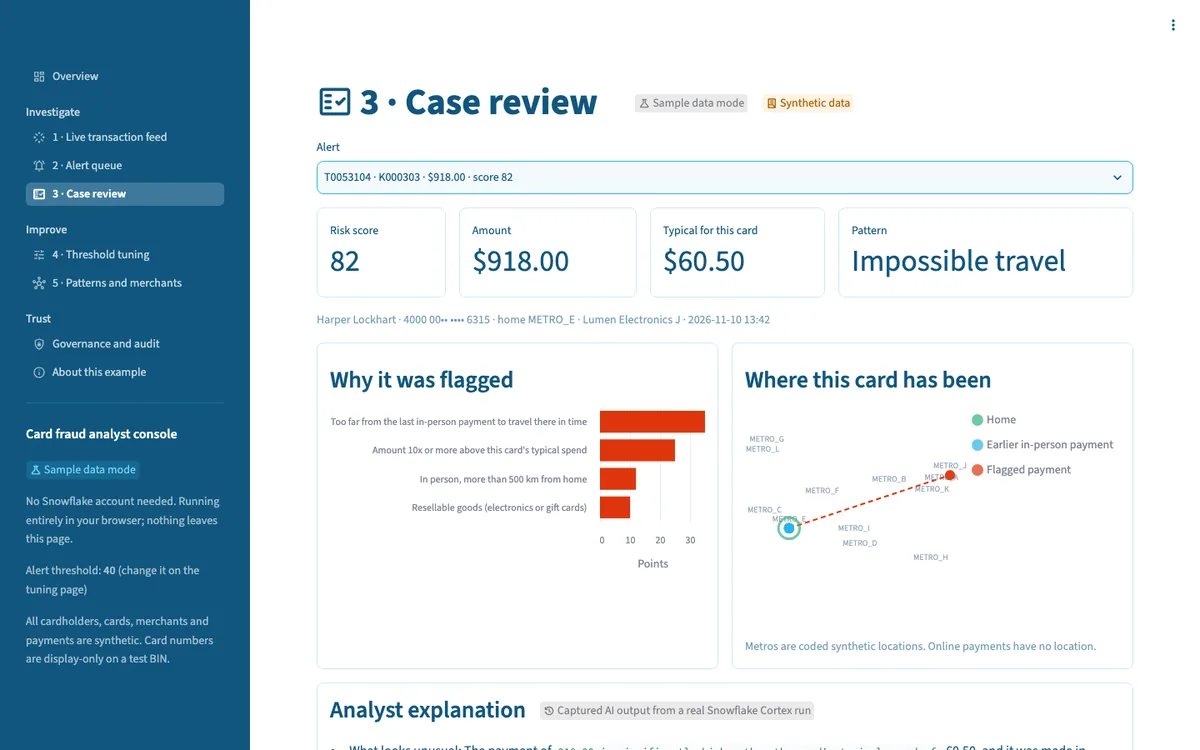 Overview
Investigate
1 · Live transaction feed
2 · Alert queue
3 · Case review
Improve
4 · Threshold tuning
5 · Patterns and merchants
Trust
Governance and audit
About this example
Card fraud analyst console
Sample data mode
No Snowflake account needed. Running
entirely in your browser; nothing leaves
this page.
Alert threshold: 40 (change it on the
tuning page)
All cardholders, cards, merchants and
payments are synthetic. Card numbers
are display-only on a test BIN.
3 · Case review
Sample data mode
Synthetic data
Alert
T0053104 · K000303 · $918.00 · score 82
Risk score
82
Amount
$918.00
Typical for this card
$60.50
Pattern
Impossible travel
Harper Lockhart · 4000 00•• •••• 6315 · home METRO_E · Lumen Electronics J · 2026-11-10 13:42
Why it was flagged
Too far from the last in-person payment to travel there in time
Amount 10x or more above this card's typical spend
In person, more than 500 km from home
Resellable goods (electronics or gift cards)
0 10 20 30
Points
Where this card has been
Home
Earlier in-person payment
Flagged payment
METRO_G
METRO_L
METRO_J
METRO_B
METRO_K
METRO_F
METRO_C
METRO_E
METRO_I
METRO_D
METRO_H
Metros are coded synthetic locations. Online payments have no location.
Analyst explanation
Captured AI output from a real Snowflake Cortex run